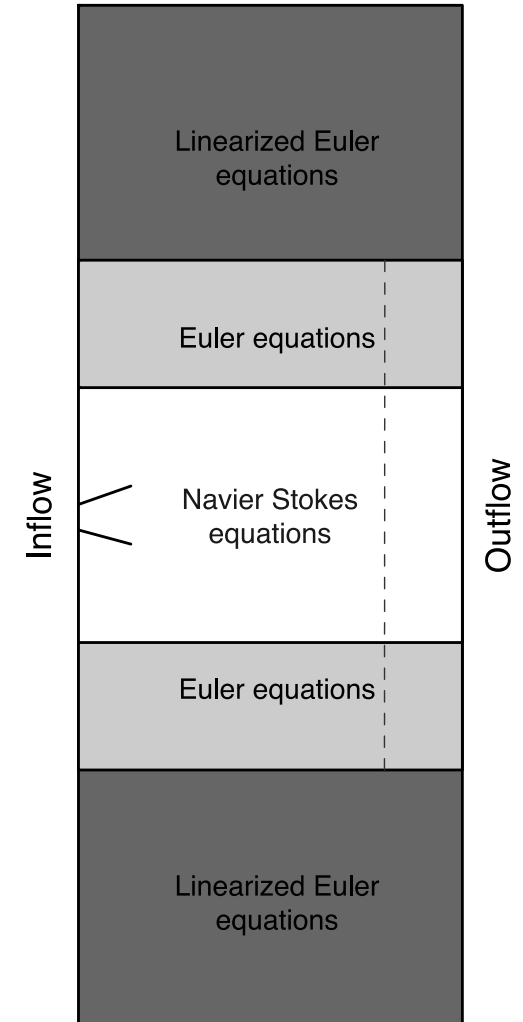 Linearized Euler
equations
Euler equations
Inflow
Navier Stokes
equations
Outflow
Euler equations
Linearized Euler
equations